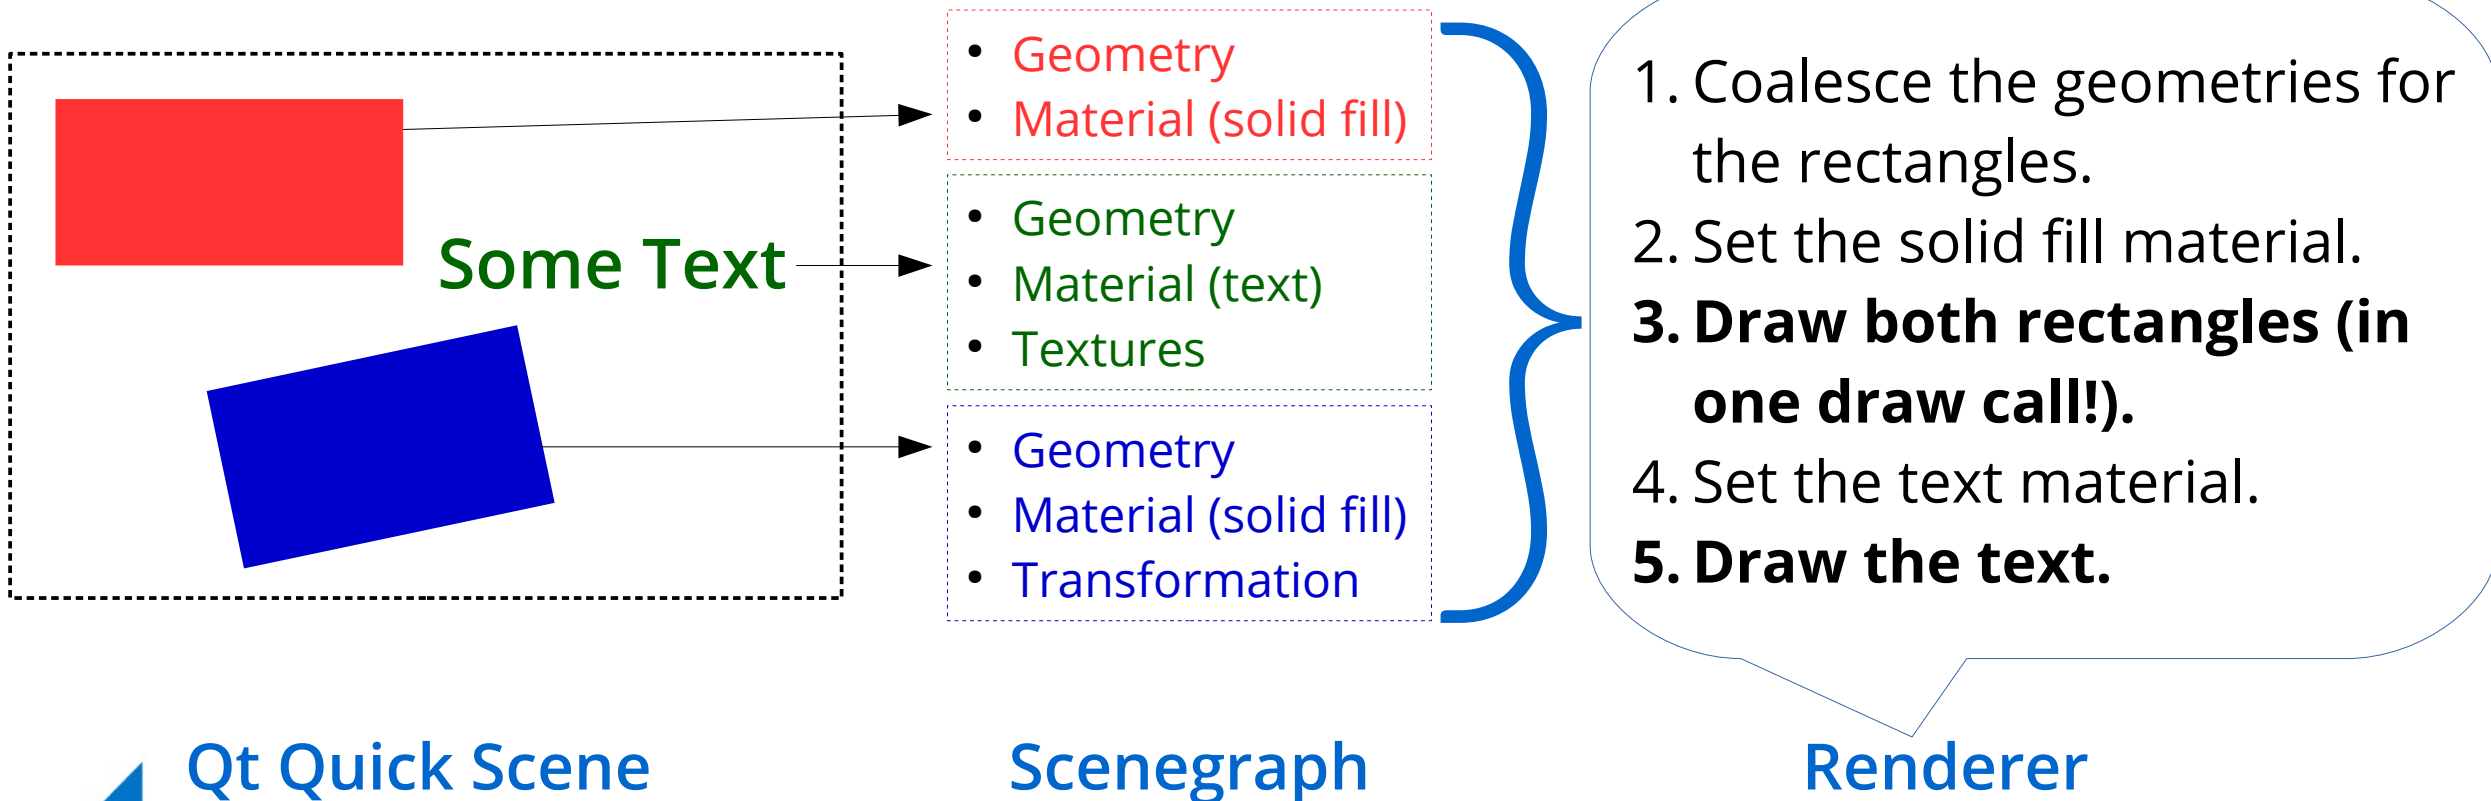 Some Text
• Geometry
• Material (solid fill)
• Geometry
• Material (text)
• Textures
• Geometry
• Material (solid fill)
• Transformation
1. Coalesce the geometries for
the rectangles.
2. Set the solid fill material.
3. Draw both rectangles (in
one draw call!).
4. Set the text material.
5. Draw the text.
Qt Quick Scene
Scenegraph
Renderer